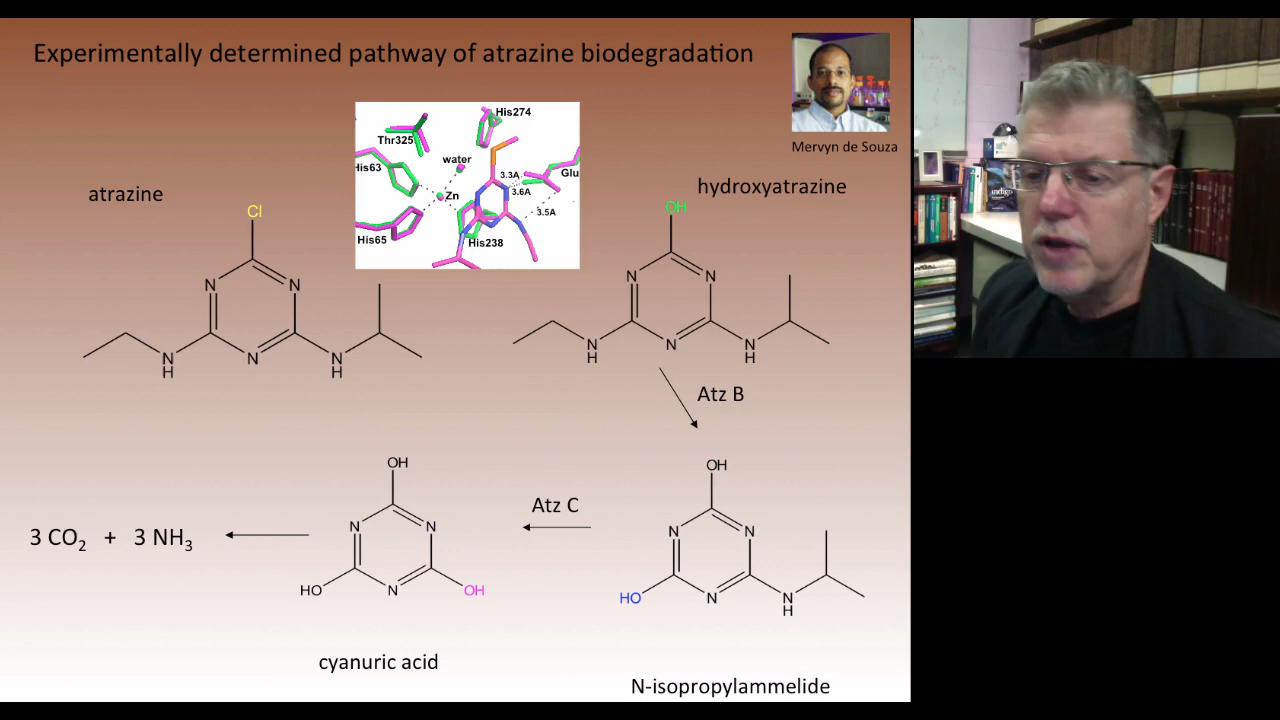 Experimentally determined pathway of atrazine biodegradation
Mervyn de Souza
His274
Thr325
water
His63
3.3A
Glu
3.6A
Zn
3.5A
His65
His238
atrazine
hydroxyatrazine
Cl
OH
N
N
N
N
N
N
N
H
N
H
N
H
N
H
Atz B
OH
N
N
N
HO
OH
Atz C
3 CO₂ + 3 NH₃
OH
N
N
HO
N
N
H
cyanuric acid
N-isopropylammelide
indigo